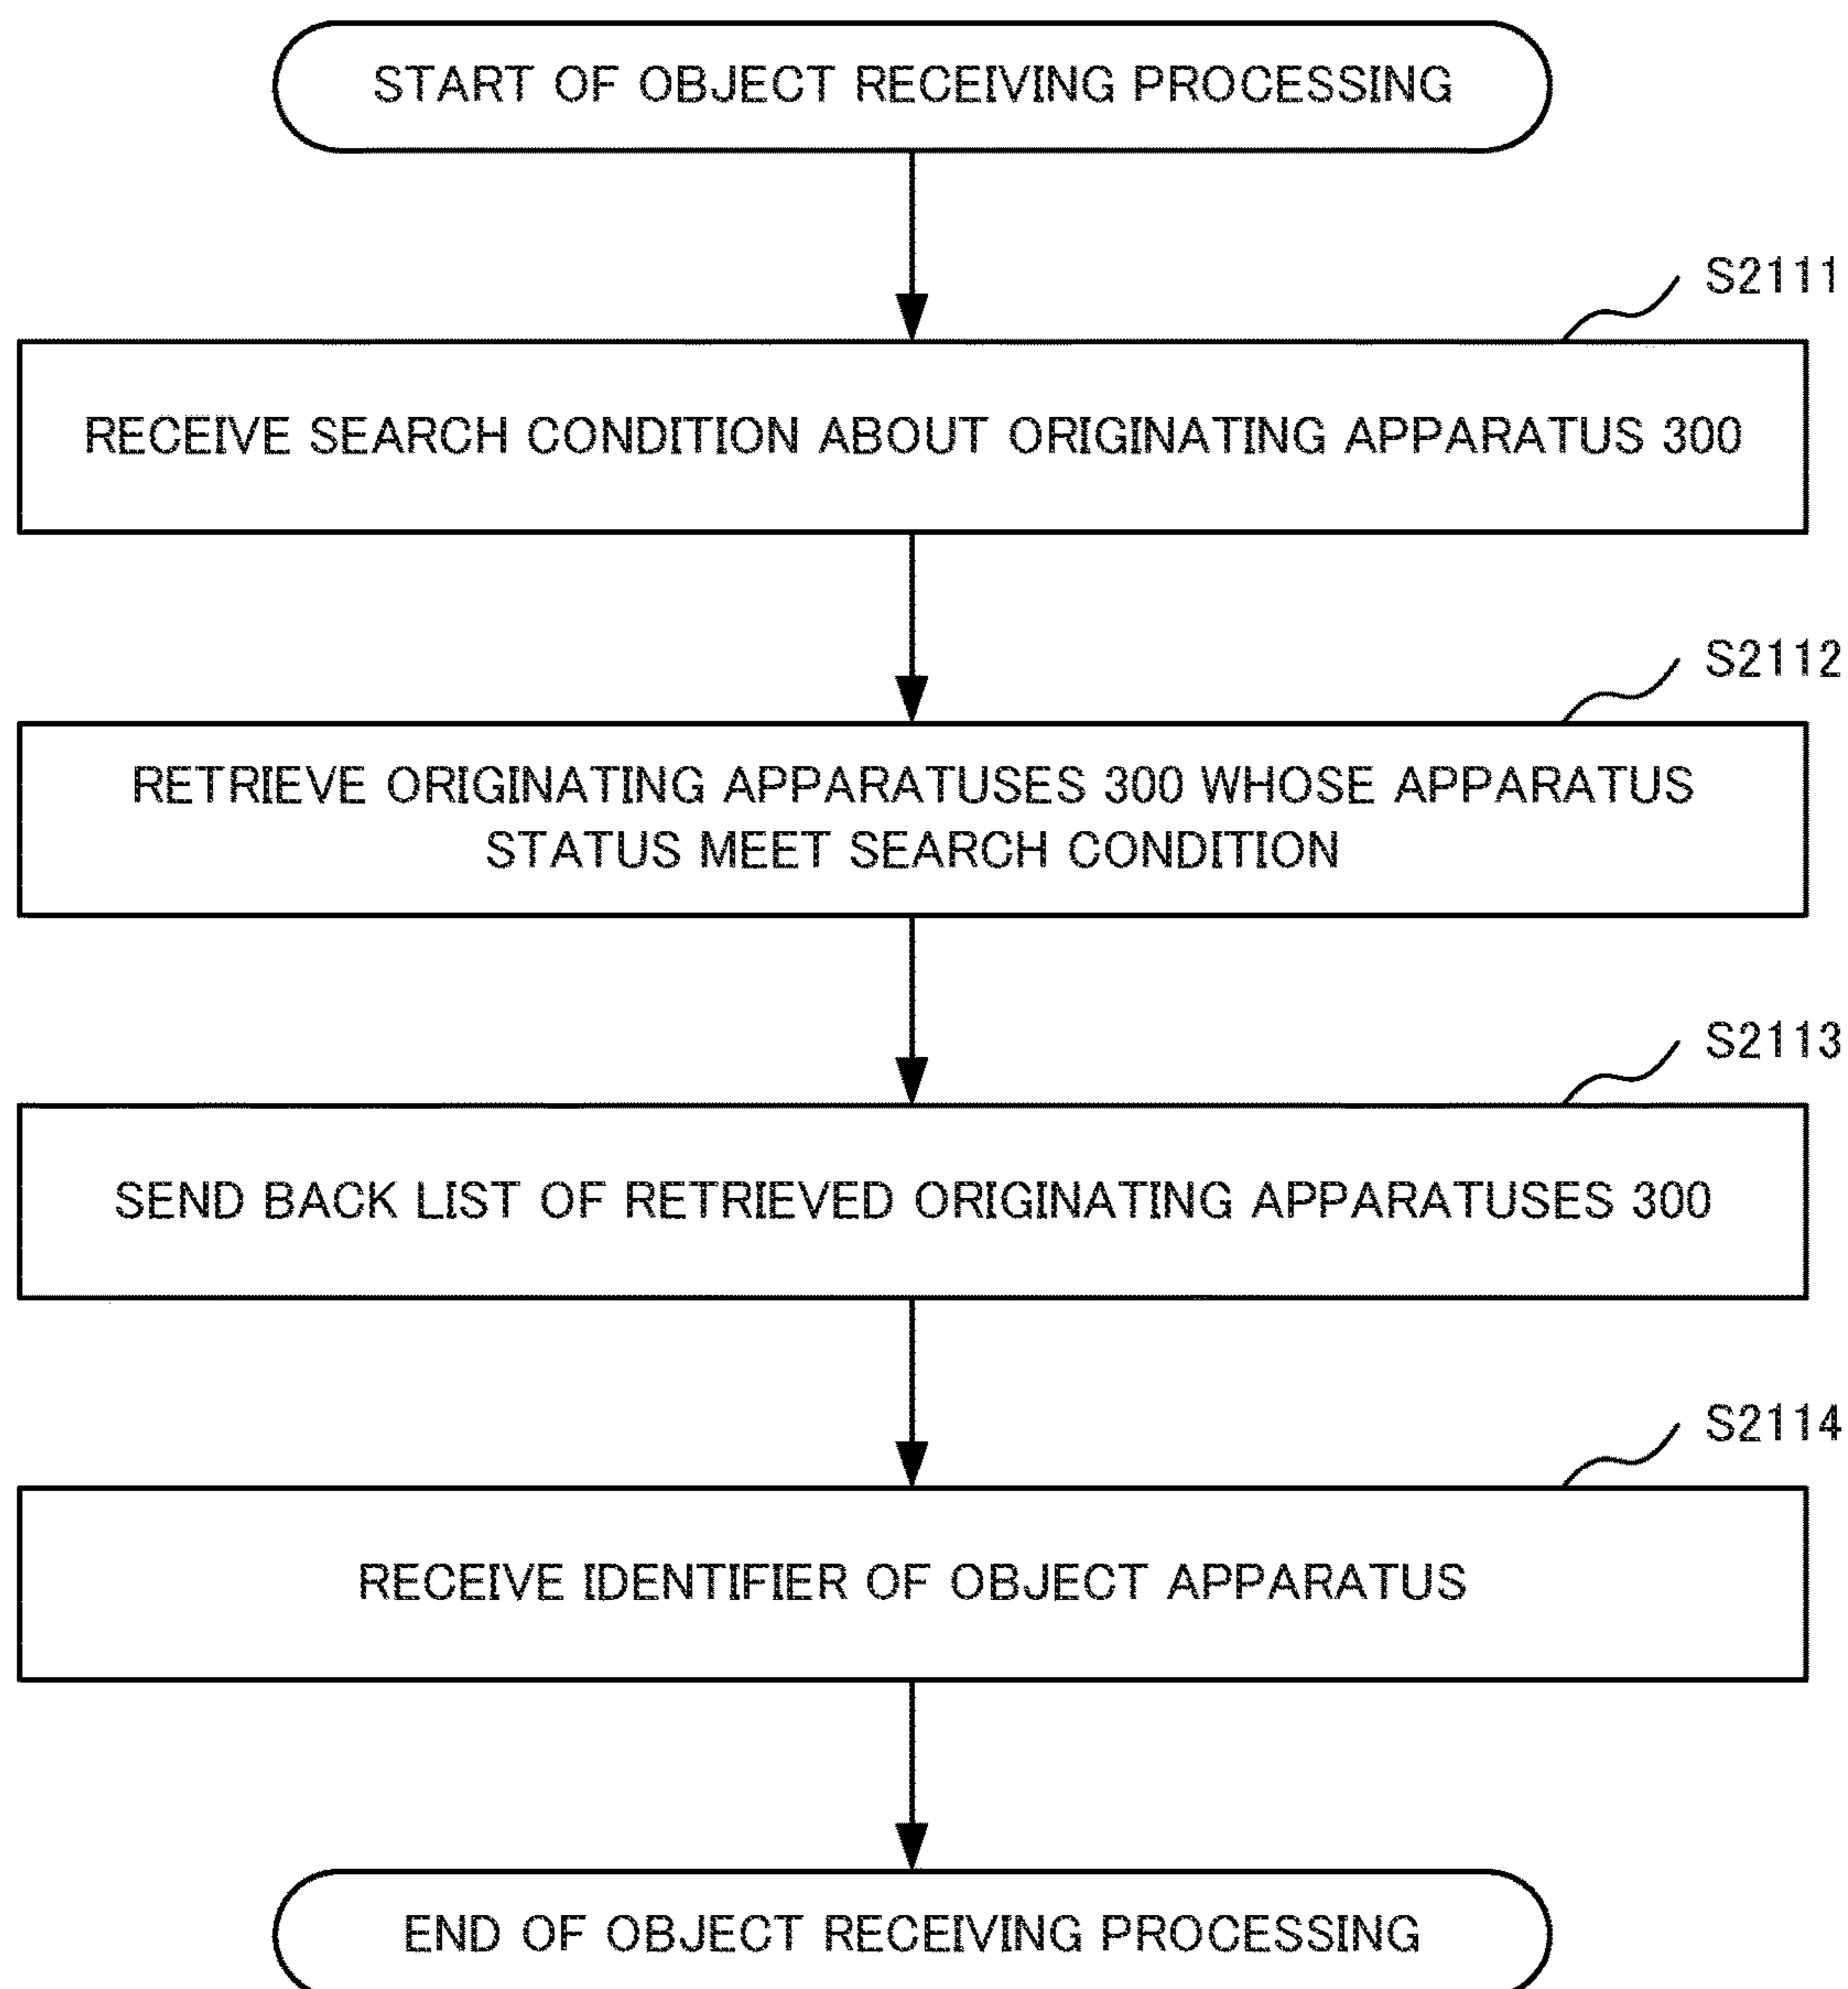 START OF OBJECT RECEIVING PROCESSING
S2111
RECEIVE SEARCH CONDITION ABOUT ORIGINATING APPARATUS 300
S2112
RETRIEVE ORIGINATING APPARATUSES 300 WHOSE APPARATUS
STATUS MEET SEARCH CONDITION
S2113
SEND BACK LIST OF RETRIEVED ORIGINATING APPARATUSES 300
S2114
RECEIVE IDENTIFIER OF OBJECT APPARATUS
END OF OBJECT RECEIVING PROCESSING